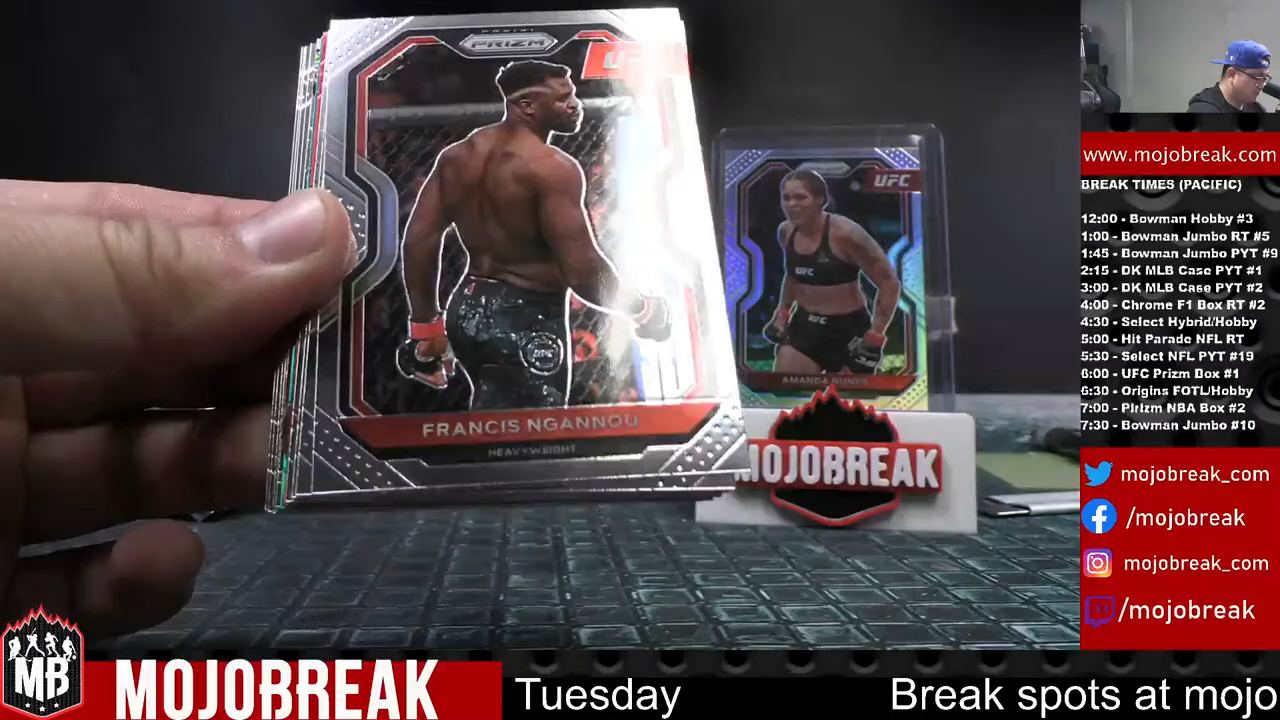 PANINI
PRIZM
UFC
FRANCIS NGANNOU
HEAVYWEIGHT
PRIZM
UFC
UFC
UFC
AMANDA NUNES
MOJOBREAK
www.mojobreak.com
BREAK TIMES (PACIFIC)
12:00 - Bowman Hobby #3
1:00 - Bowman Jumbo RT #5
1:45 - Bowman Jumbo PYT #9
2:15 - DK MLB Case PYT #1
3:00 - DK MLB Case PYT #2
4:00 - Chrome F1 Box RT #2
4:30 - Select Hybrid/Hobby
5:00 - Hit Parade NFL RT
5:30 - Select NFL PYT #19
6:00 - UFC Prizm Box #1
6:30 - Origins FOTL/Hobby
7:00 - Pirizm NBA Box #2
7:30 - Bowman Jumbo #10
mojobreak_com
/mojobreak
mojobreak_com
/mojobreak
MB
MOJOBREAK
Tuesday
Break spots at mojo